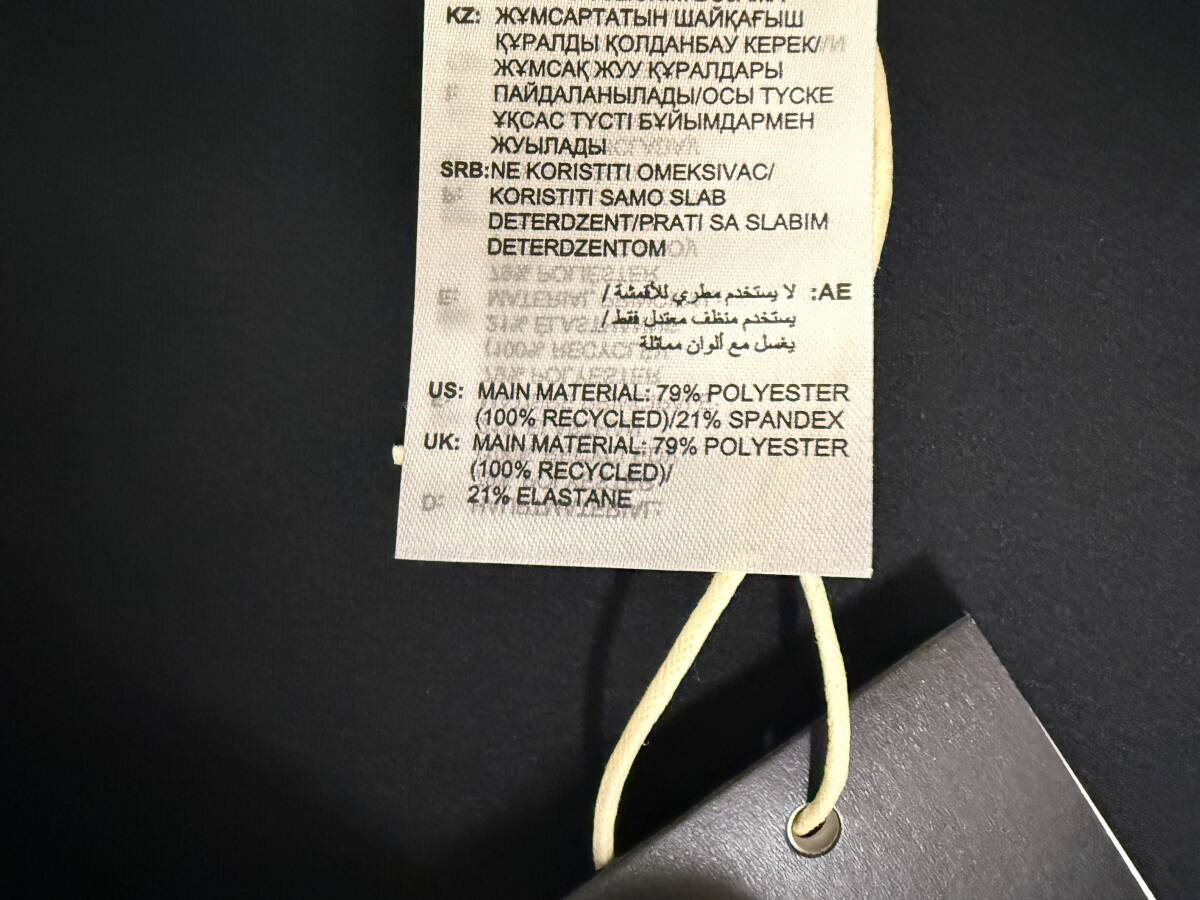 KZ: ЖҰМСАРТАТЫН ШАЙҚАҒЫШ
ҚҰРАЛДЫ ҚОЛДАНБАУ КЕРЕК/
ЖҰМСАҚ ЖУУ ҚҰРАЛДАРЫ
ПАЙДАЛАНЫЛАДЫ/ОСЫ ТҮСКЕ
ҰҚСАС ТҮСТІ БҰЙЫМДАРМЕН
ЖУЫЛАДЫ
SRB: NE KORISTITI OMEKSIVAC/
KORISTITI SAMO SLAB
DETERDZENT/PRATI SA SLABIM
DETERDZENTOM
AE: لا يستخدم مطري للأقمشة /
يستخدم منظف معتدل فقط /
يغسل مع ألوان مماثلة
US: MAIN MATERIAL: 79% POLYESTER
(100% RECYCLED)/21% SPANDEX
UK: MAIN MATERIAL: 79% POLYESTER
(100% RECYCLED)/
21% ELASTANE